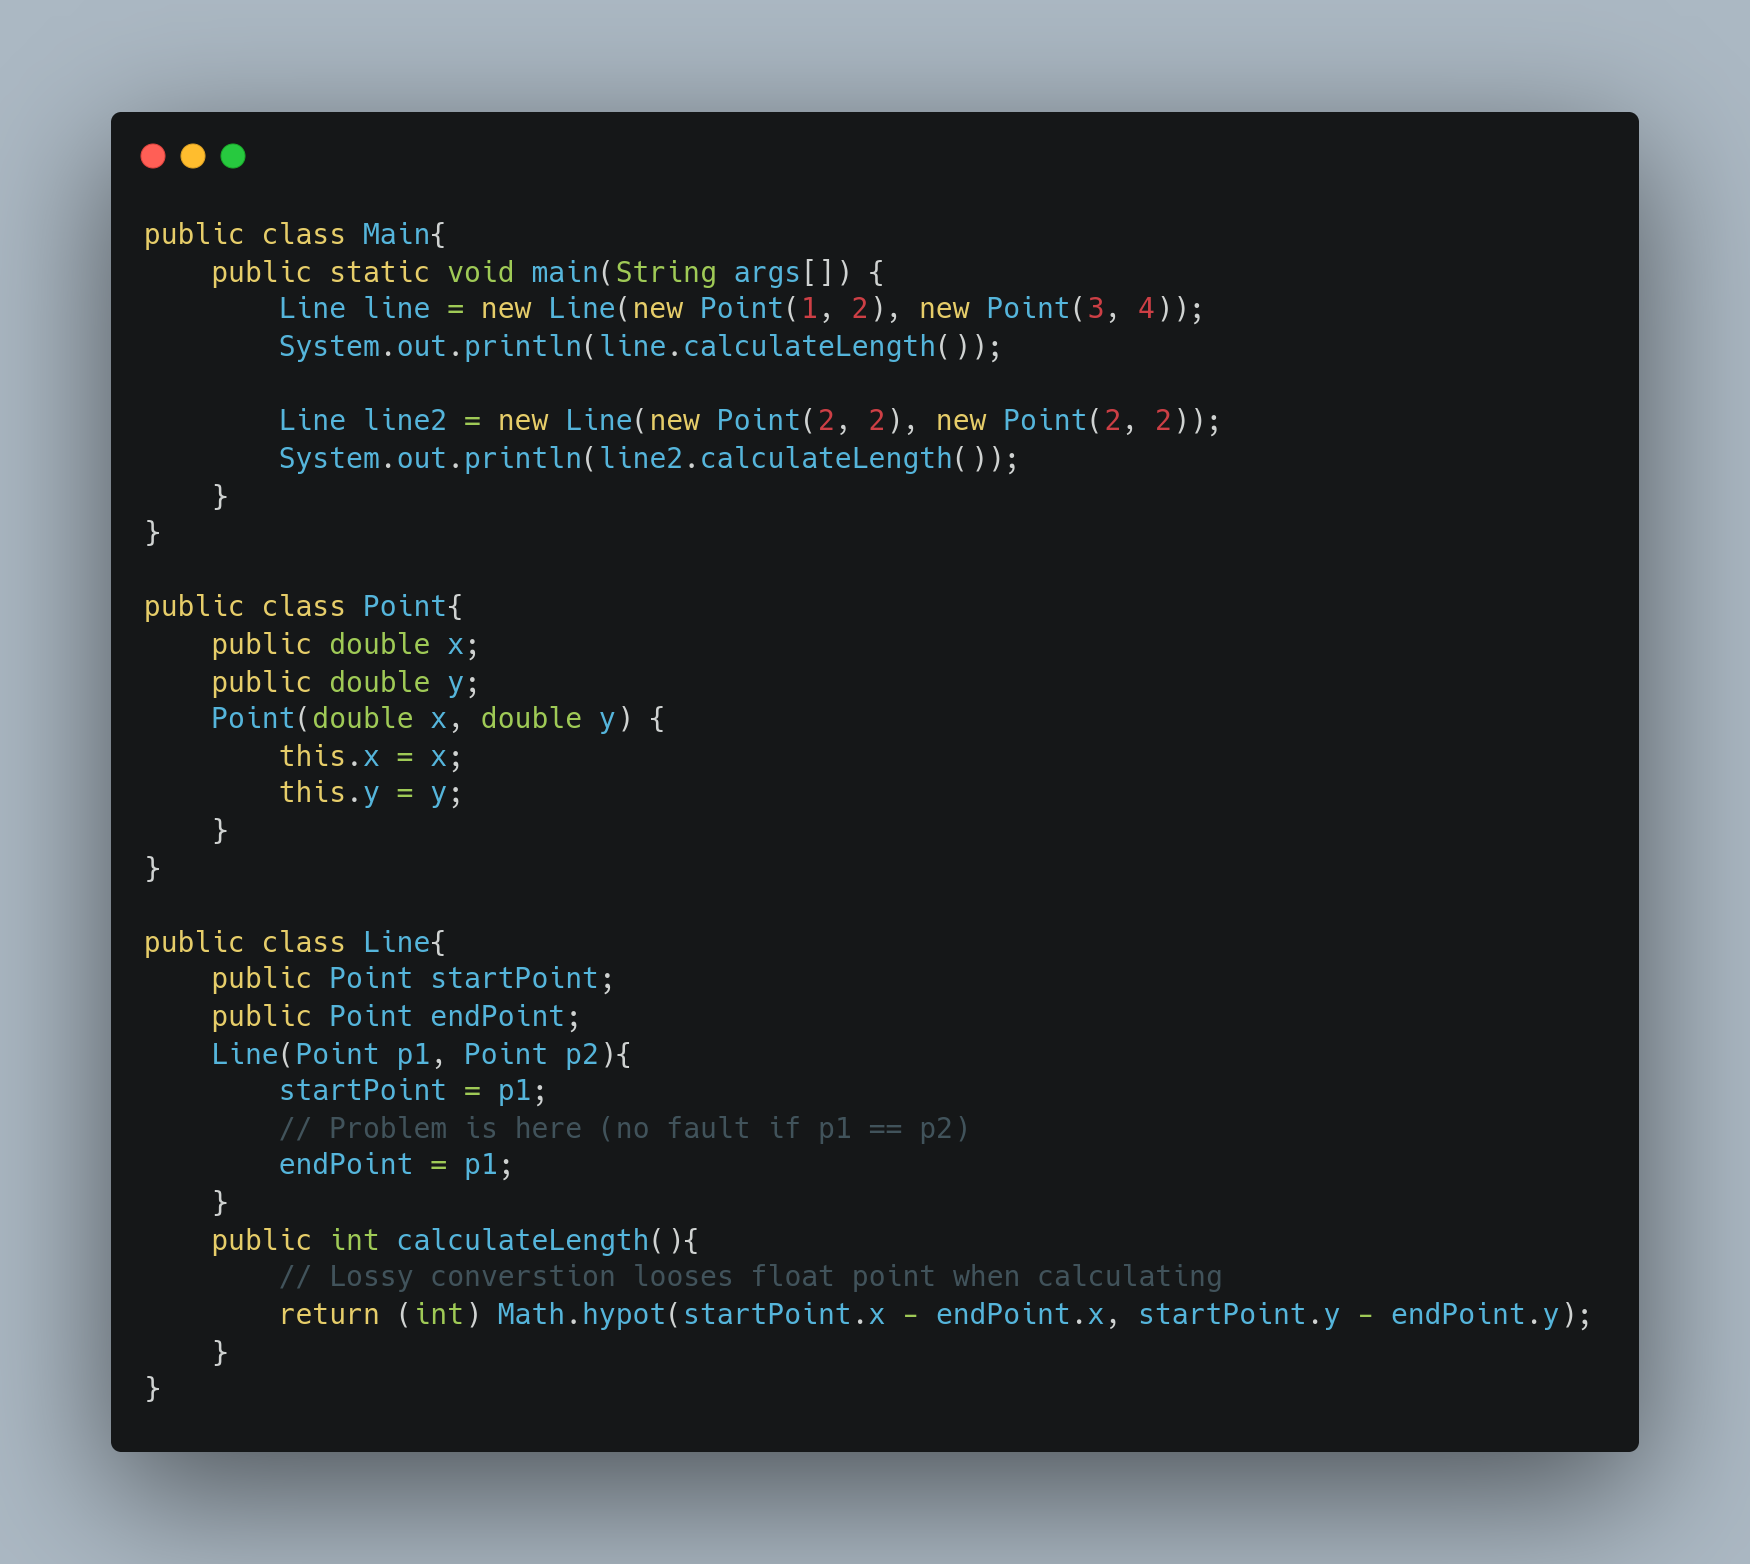 public class Main{
    public static void main(String args[]) {
        Line line = new Line(new Point(1, 2), new Point(3, 4));
        System.out.println(line.calculateLength());

        Line line2 = new Line(new Point(2, 2), new Point(2, 2));
        System.out.println(line2.calculateLength());
    }
}

public class Point{
    public double x;
    public double y;
    Point(double x, double y) {
        this.x = x;
        this.y = y;
    }
}

public class Line{
    public Point startPoint;
    public Point endPoint;
    Line(Point p1, Point p2){
        startPoint = p1;
        // Problem is here (no fault if p1 == p2)
        endPoint = p1;
    }
    public int calculateLength(){
        // Lossy converstion looses float point when calculating
        return (int) Math.hypot(startPoint.x - endPoint.x, startPoint.y - endPoint.y);
    }
}